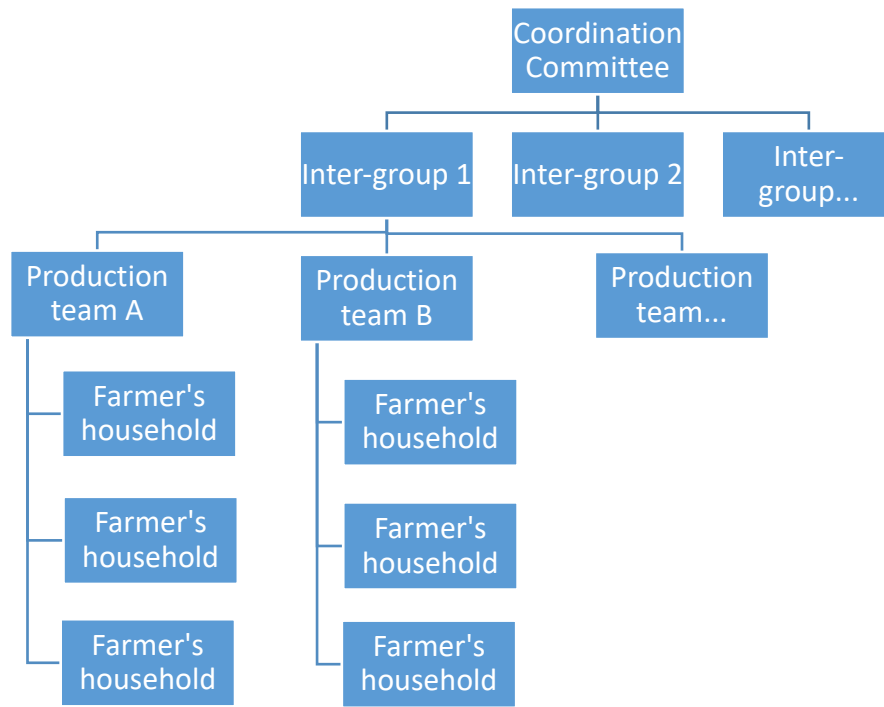 Coordination
Committee
Inter-group 1
Inter-group 2
Inter-
group...
Production
team A
Production
team B
Production
team...
Farmer's
household
Farmer's
household
Farmer's
household
Farmer's
household
Farmer's
household
Farmer's
household